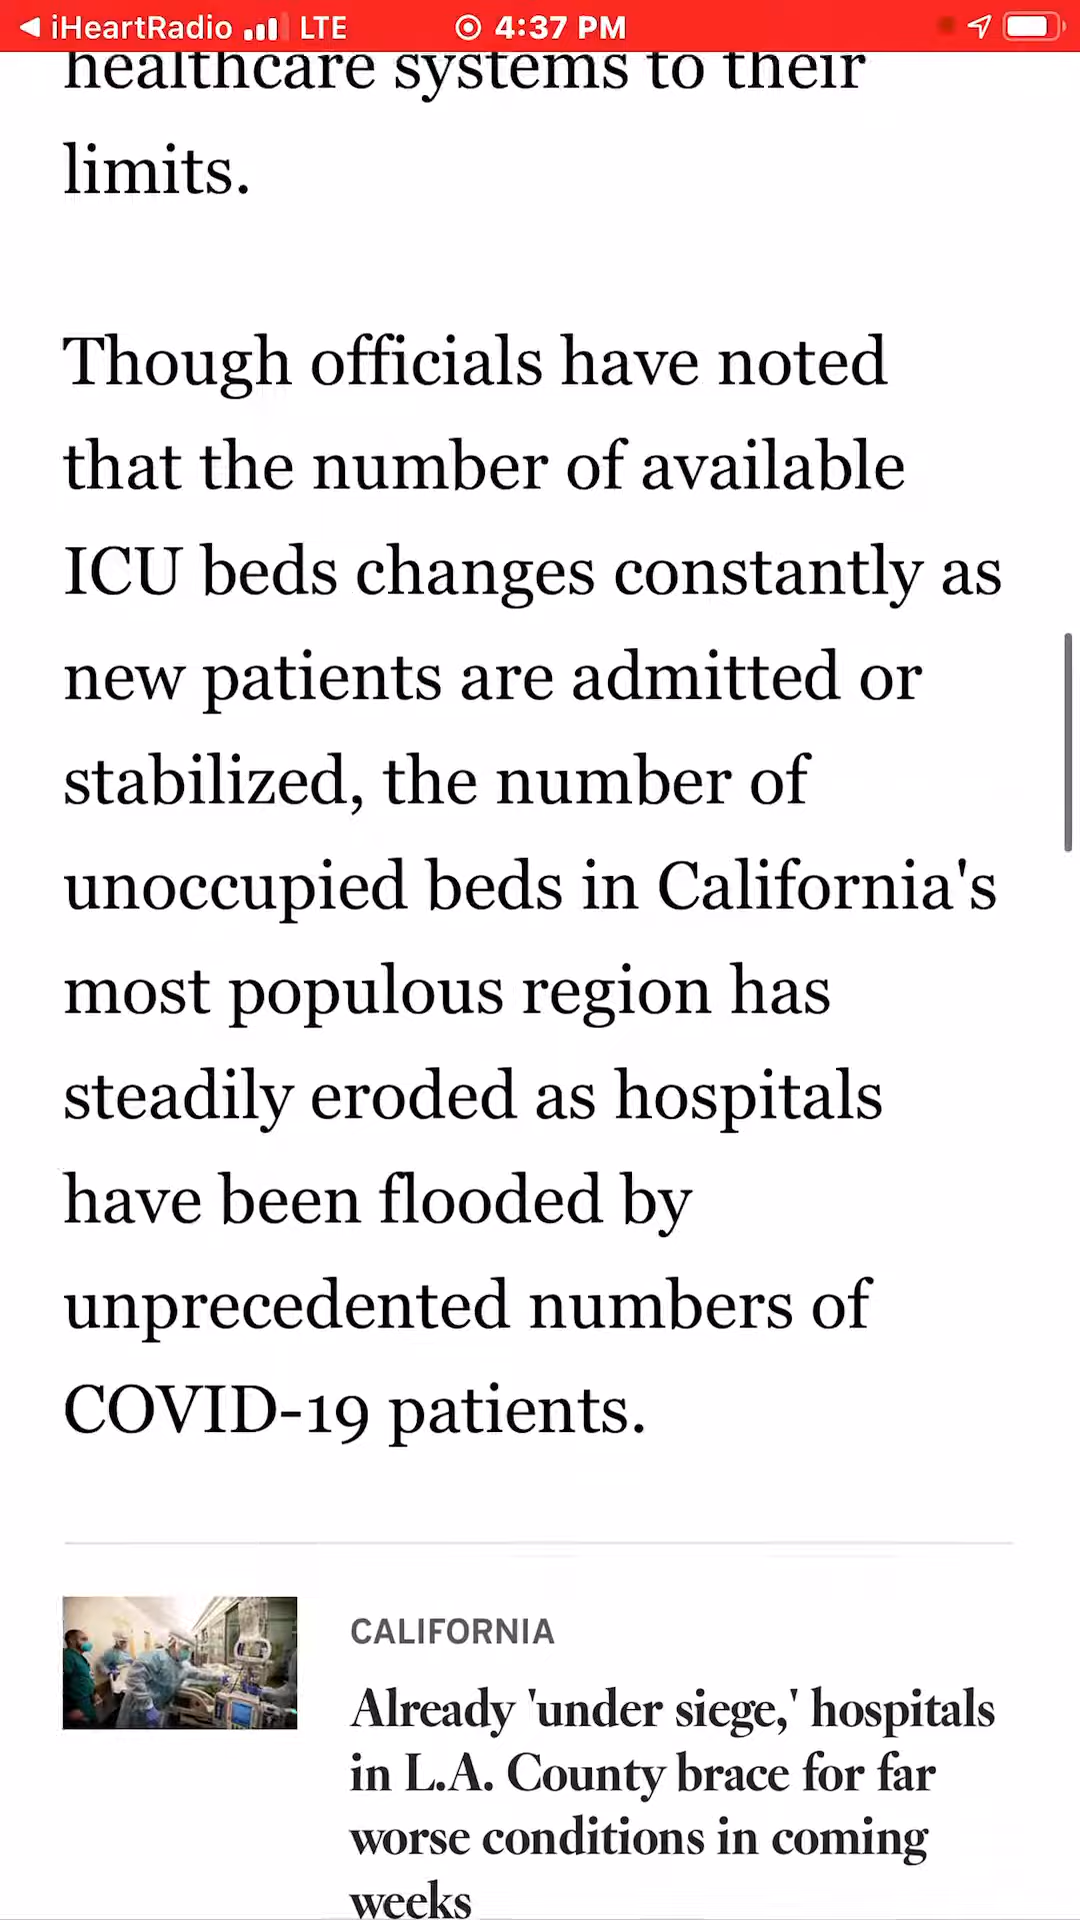 ◀ iHeartRadio LTE 4:37 PM
healthcare systems to their
limits.
Though officials have noted
that the number of available
ICU beds changes constantly as
new patients are admitted or
stabilized, the number of
unoccupied beds in California's
most populous region has
steadily eroded as hospitals
have been flooded by
unprecedented numbers of
COVID-19 patients.
CALIFORNIA
Already 'under siege,' hospitals
in L.A. County brace for far
worse conditions in coming
weeks